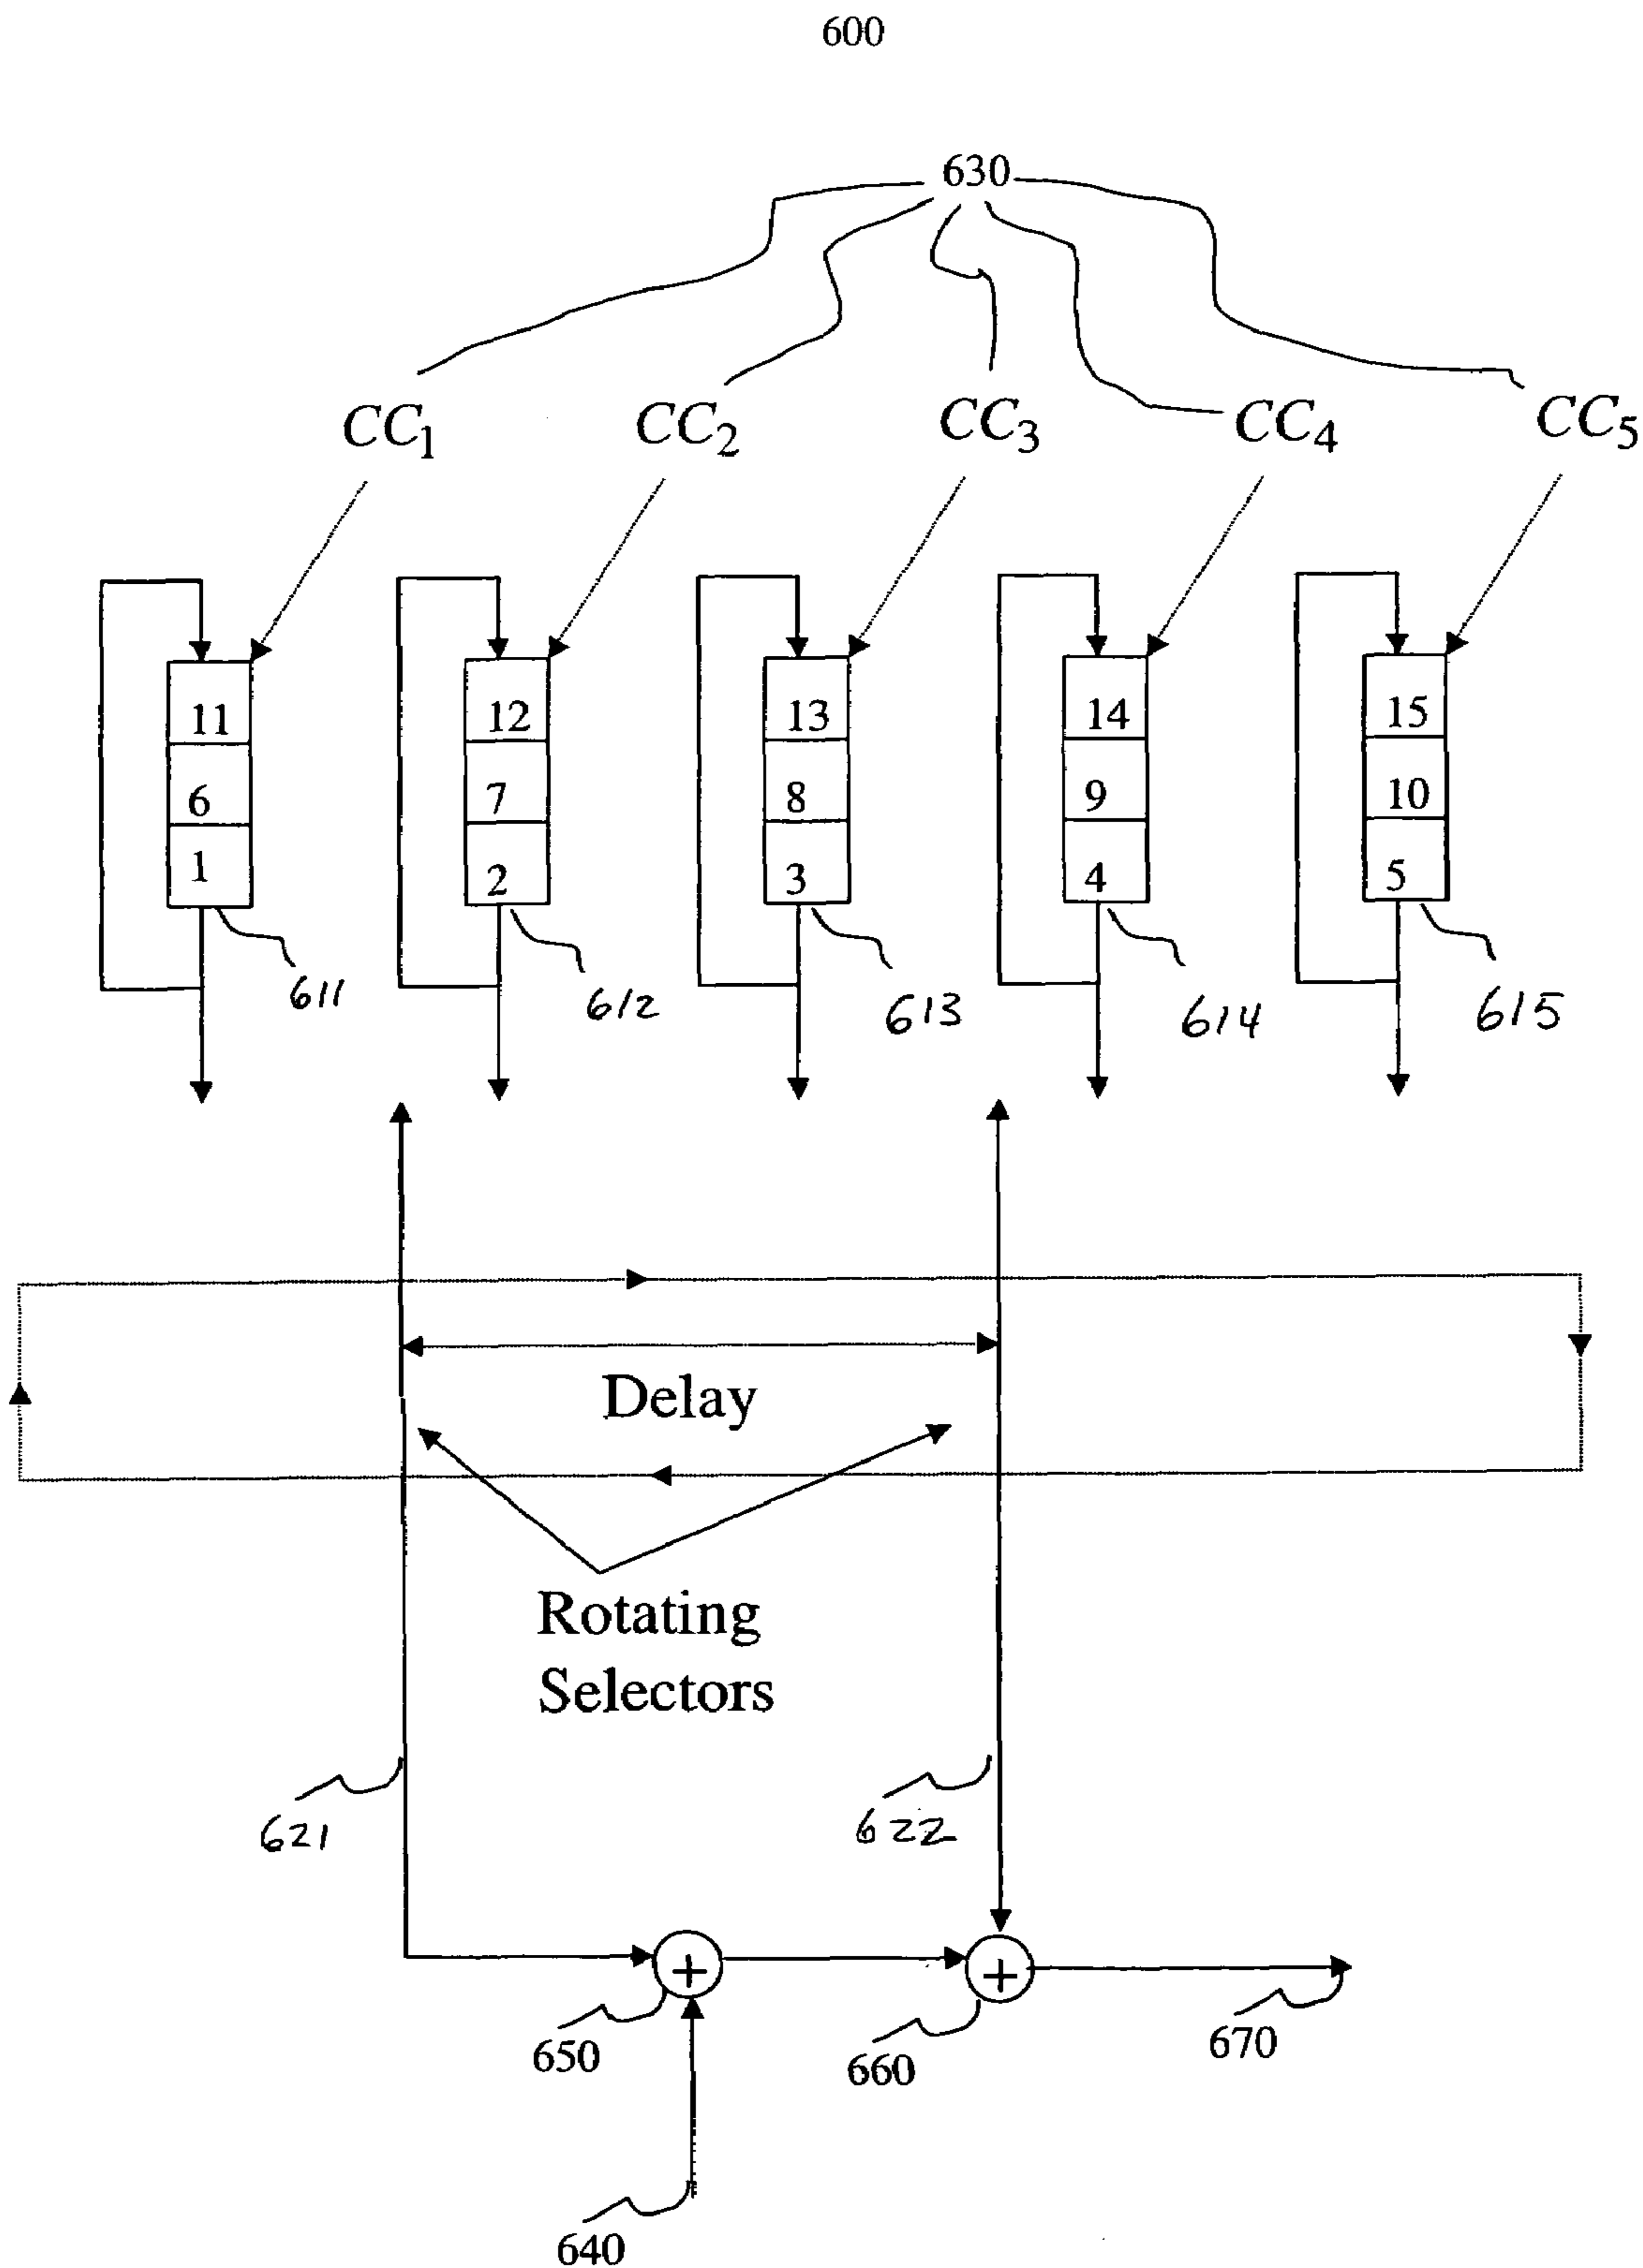 600
630
CC1 CC2 CC3 CC4 CC5
11 12 13 14 15
6 7 8 9 10
1 2 3 4 5
611 612 613 614 615
Delay
Rotating
Selectors
621 622
+ +
650 660 670
640